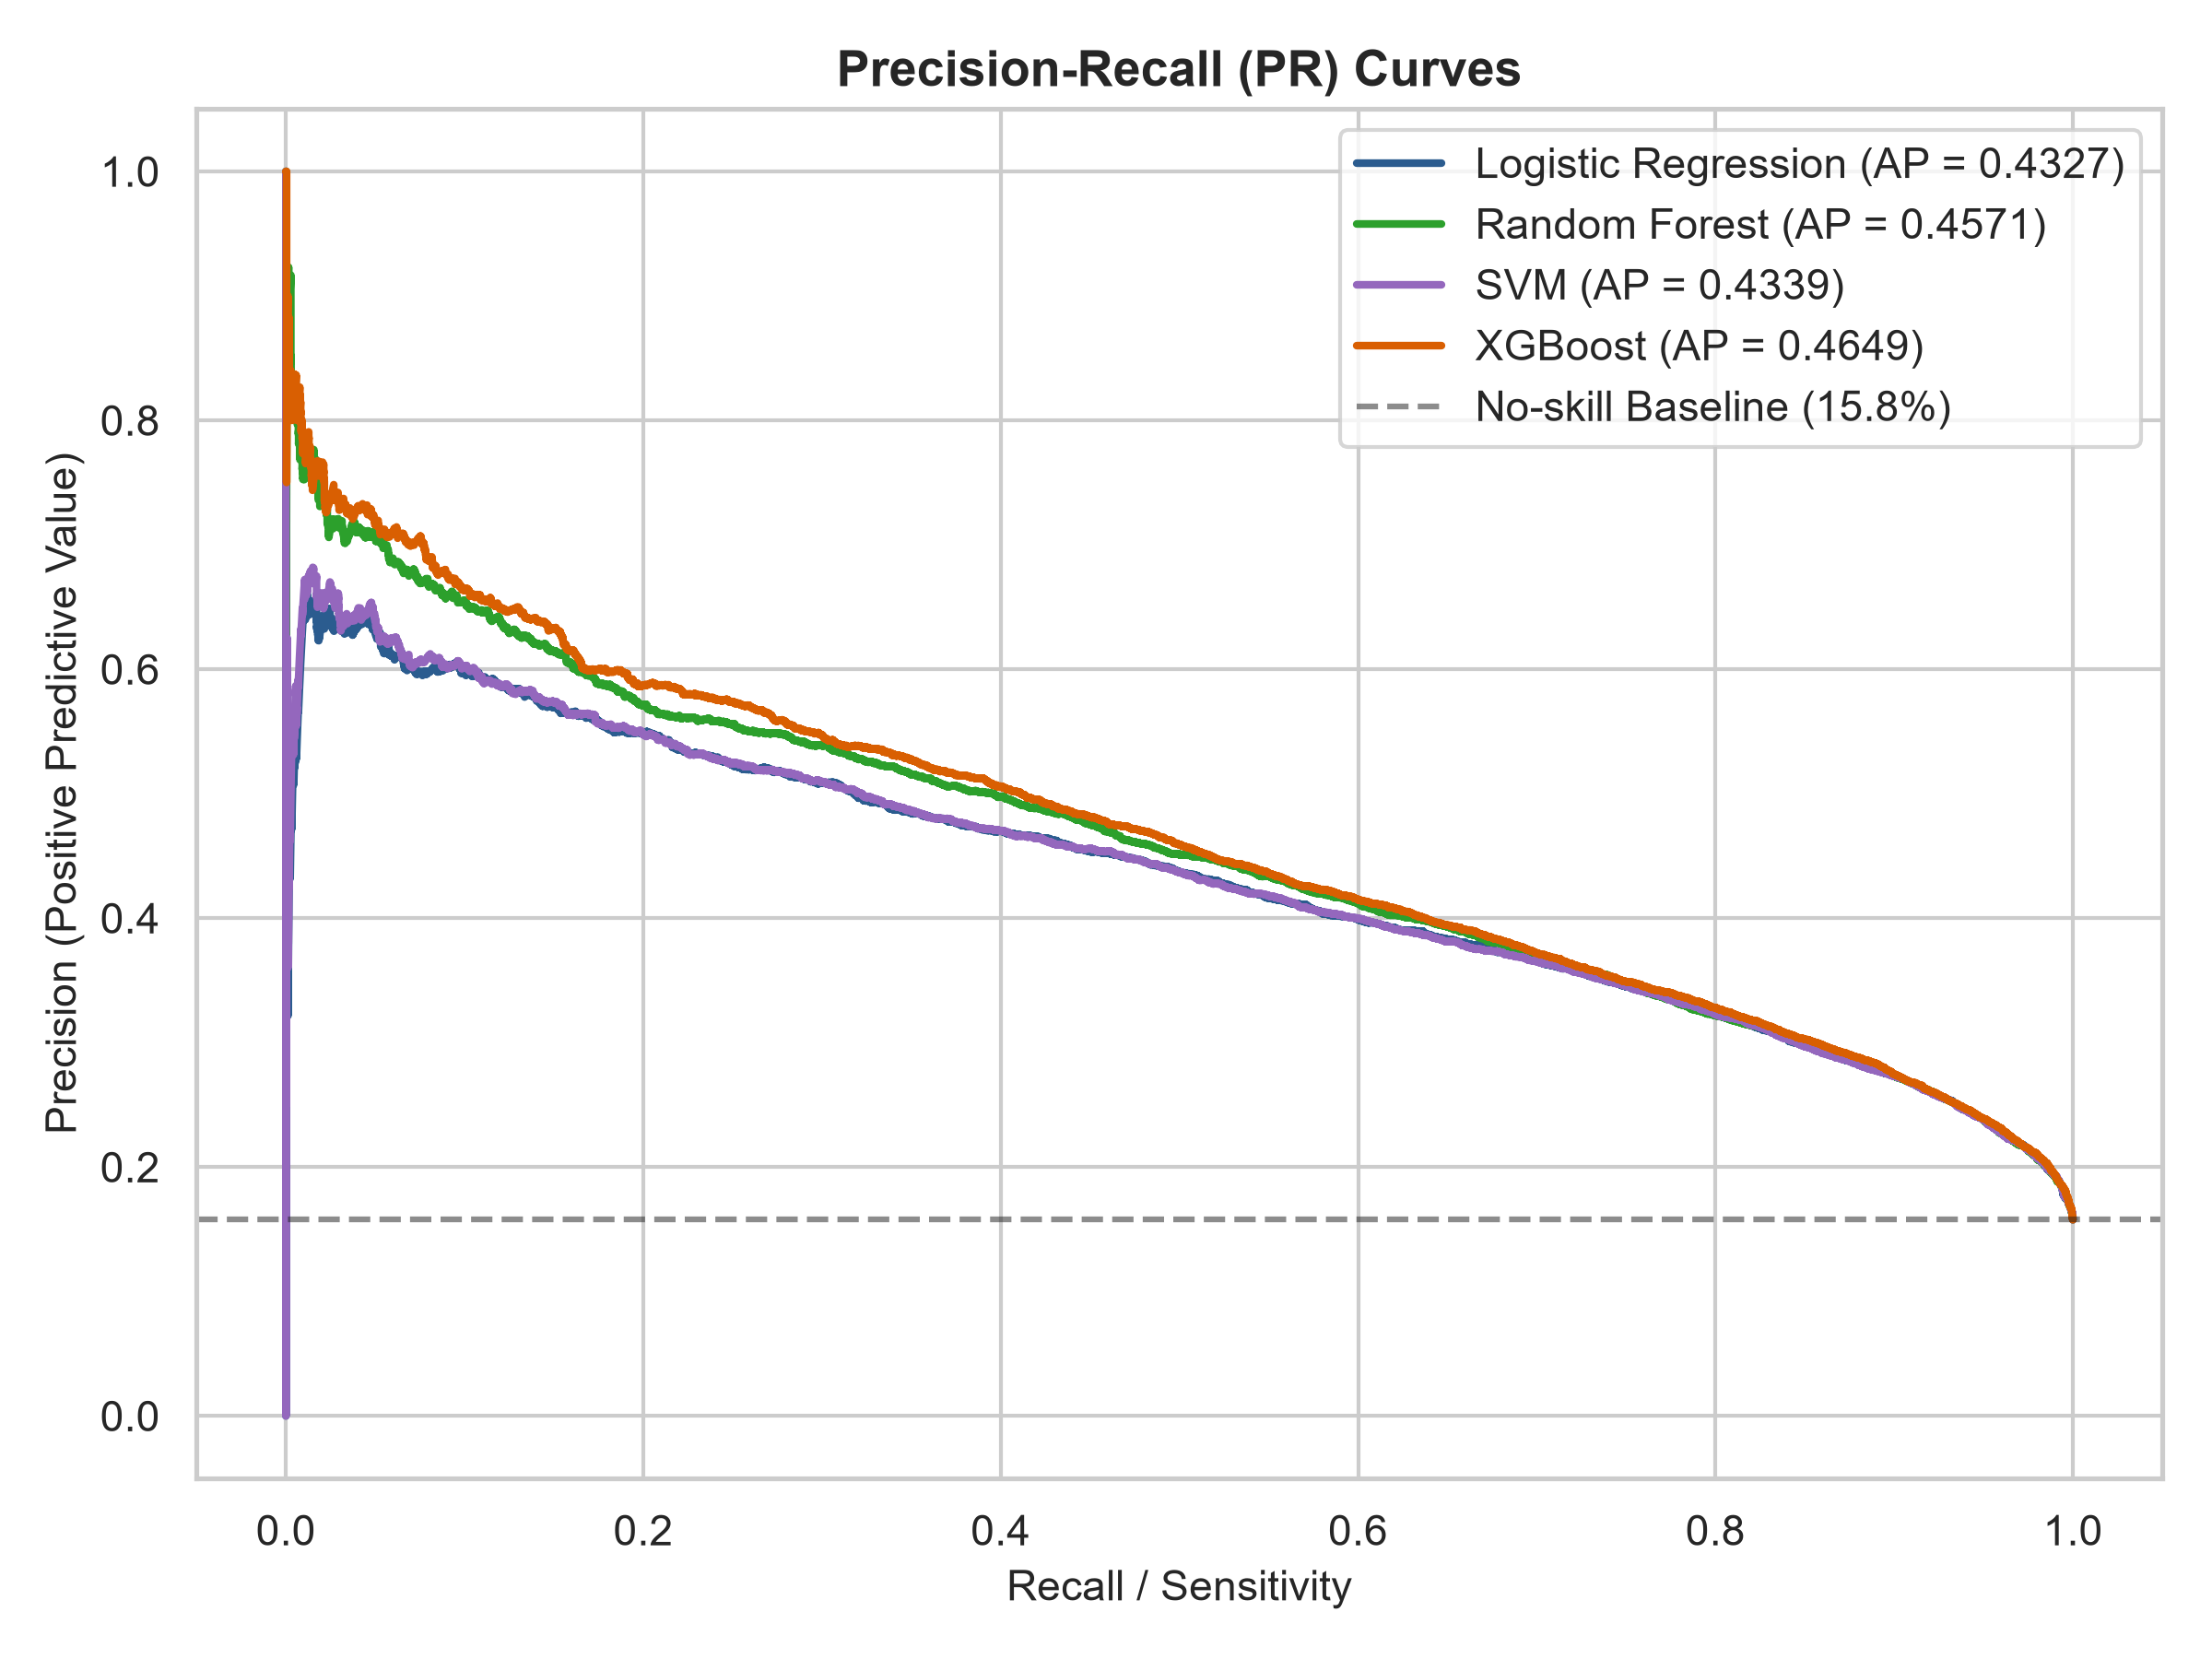 Precision-Recall (PR) Curves
Logistic Regression (AP = 0.4327)
Random Forest (AP = 0.4571)
SVM (AP = 0.4339)
XGBoost (AP = 0.4649)
No-skill Baseline (15.8%)
Precision (Positive Predictive Value)
1.0
0.8
0.6
0.4
0.2
0.0
0.0 0.2 0.4 0.6 0.8 1.0
Recall / Sensitivity